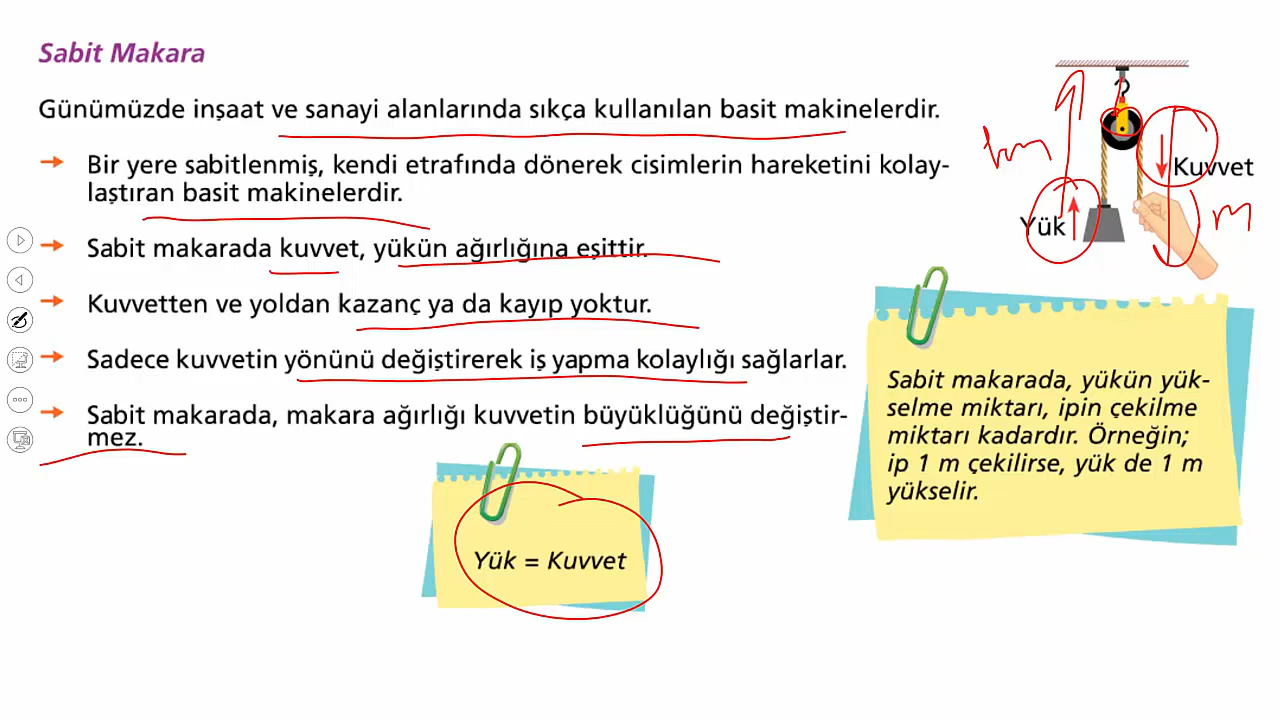 Sabit Makara
Günümüzde inşaat ve sanayi alanlarında sıkça kullanılan basit makinelerdir.
Bir yere sabitlenmiş, kendi etrafında dönerek cisimlerin hareketini kolay-
laştıran basit makinelerdir.
Sabit makarada kuvvet, yükün ağırlığına eşittir.
Kuvvetten ve yoldan kazanç ya da kayıp yoktur.
Sadece kuvvetin yönünü değiştirerek iş yapma kolaylığı sağlarlar.
Sabit makarada, makara ağırlığı kuvvetin büyüklüğünü değiştir-
mez.
Yük = Kuvvet
Kuvvet
Yük
m
Sabit makarada, yükün yük-
selme miktarı, ipin çekilme
miktarı kadardır. Örneğin;
ip 1 m çekilirse, yük de 1 m
yükselir.